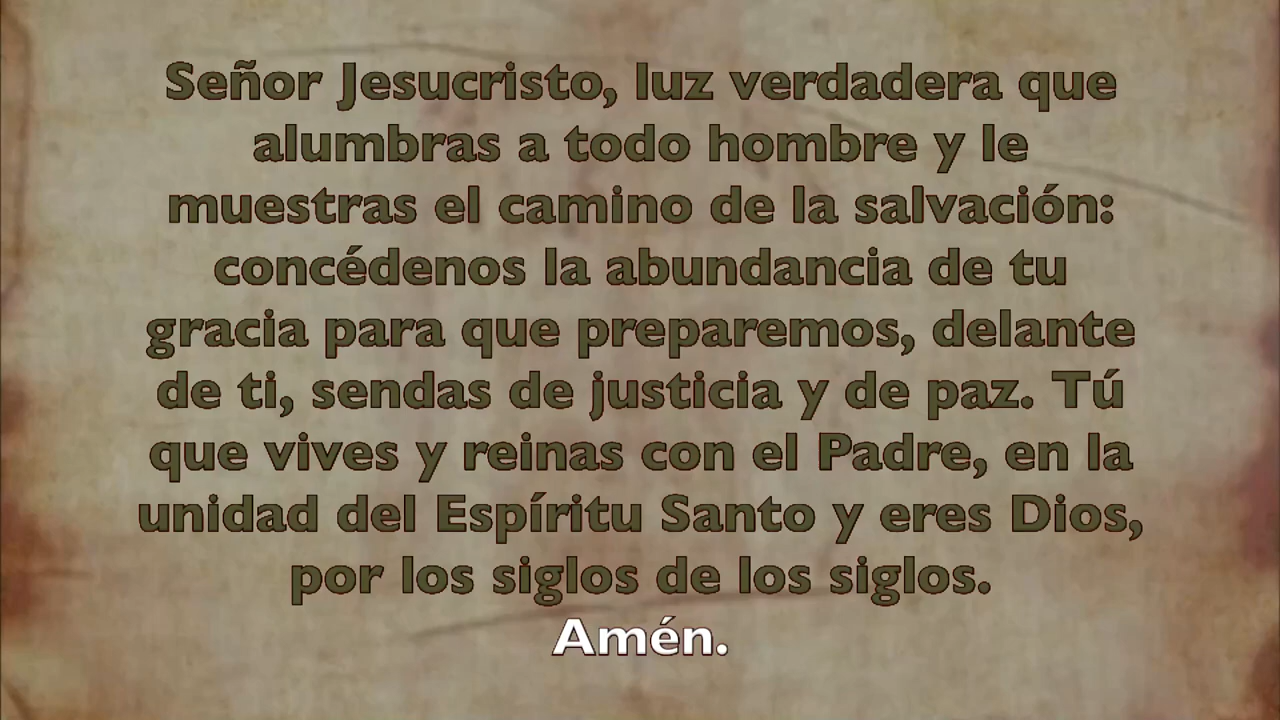 Señor Jesucristo, luz verdadera que
alumbras a todo hombre y le
muestras el camino de la salvación:
concédenos la abundancia de tu
gracia para que preparemos, delante
de ti, sendas de justicia y de paz. Tú
que vives y reinas con el Padre, en la
unidad del Espíritu Santo y eres Dios,
por los siglos de los siglos.
Amén.